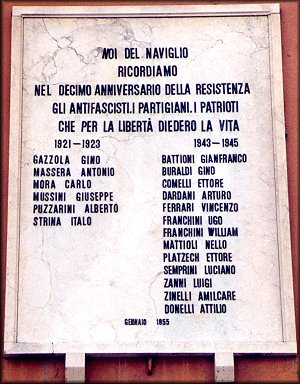 NOI DEL NAVIGLIO
RICORDIAMO
NEL DECIMO ANNIVERSARIO DELLA RESISTENZA
GLI ANTIFASCISTI.I PARTIGIANI.I PATRIOTI
CHE PER LA LIBERTÀ DIEDERO LA VITA
1921-1923
GAZZOLA GINO
MASSERA ANTONIO
MORA CARLO
MUSSINI GIUSEPPE
PUZZARINI ALBERTO
STRINA ITALO
1943-1945
BATTIONI GIANFRANCO
BURALDI GINO
COMELLI ETTORE
DARDANI ARTURO
FERRARI VINCENZO
FRANCHINI UGO
FRANCHINI WILLIAM
MATTIOLI NELLO
PLATZECH ETTORE
SEMPRINI LUCIANO
ZANNI LUIGI
ZINELLI AMILCARE
DONELLI ATTILIO
GENNAIO 1955